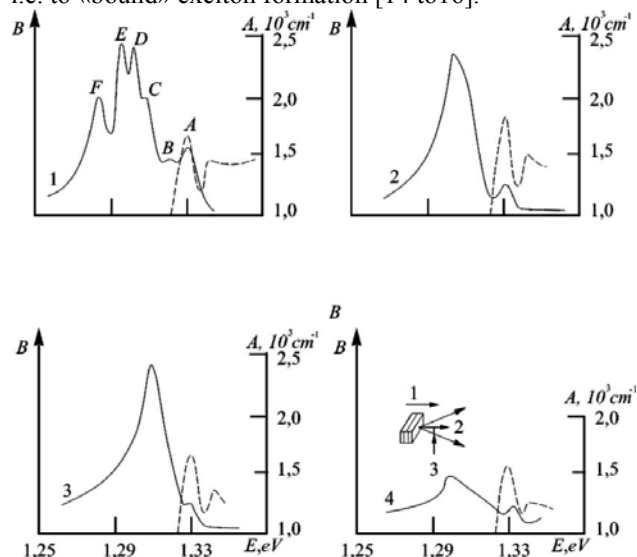 i.e. to «bound» exciton formation [14 to16].
B
A, 10³cm⁻¹
B
A, 10³cm⁻¹
E
D
2,5
2,5
F
C
2,0
2,0
A
B
1,5
1,5
1
2
1,0
1,0
B
B
A, 10³cm⁻¹
B
A, 10³cm⁻¹
2,5
1
2
2,0
2,0
3
1,5
1,5
3
4
1,0
1,0
1,25
1,29
1,33
E,eV
1,25
1,29
1,33
E,eV